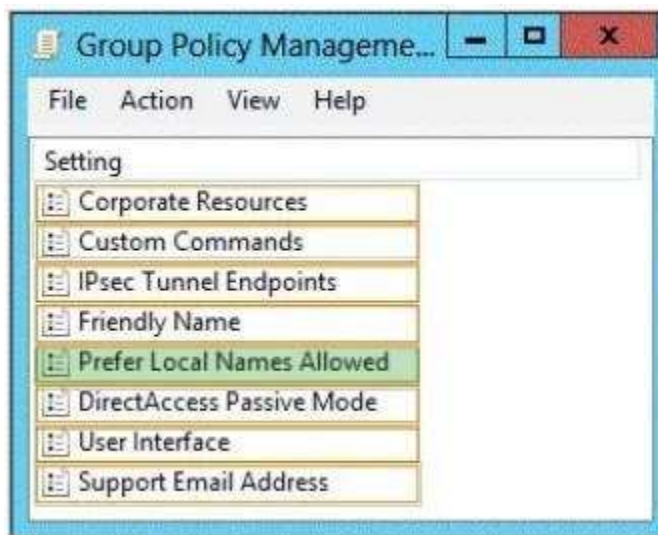 Group Policy Manageme...
File Action View Help
Setting
Corporate Resources
Custom Commands
IPsec Tunnel Endpoints
Friendly Name
Prefer Local Names Allowed
DirectAccess Passive Mode
User Interface
Support Email Address